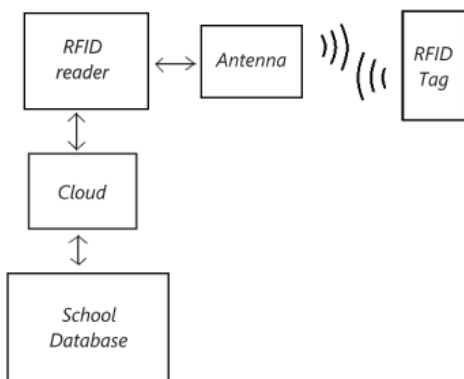 RFID
reader
Antenna
RFID
Tag
Cloud
School
Database